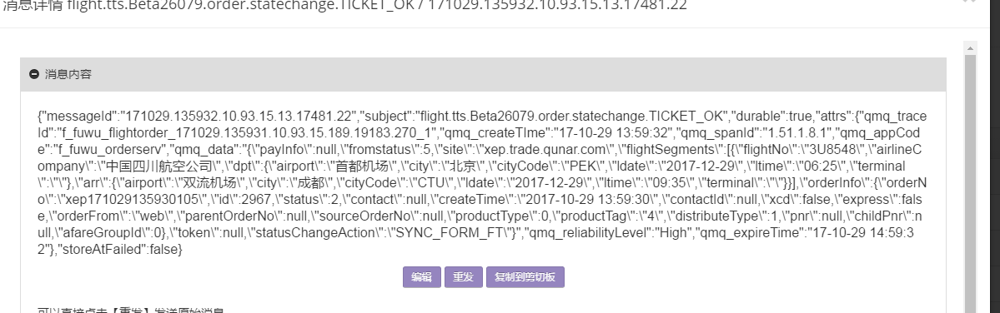 消息详情 flight.tts.Beta26079.order.statechange.TICKET_OK / 171029.135932.10.93.15.13.17481.22
消息内容
{"messageId":"171029.135932.10.93.15.13.17481.22","subject":"flight.tts.Beta26079.order.statechange.TICKET_OK","durable":true,"attrs":{"qmq_trace
Id":"f_fuwu_flightorder_171029.135931.10.93.15.189.19183.270_1","qmq_createTIme":"17-10-29 13:59:32","qmq_spanId":"1.51.1.8.1","qmq_appCod
e":"f_fuwu_orderserv","qmq_data":"{\"payInfo\":null,\"fromstatus\":5,\"site\":\"xep.trade.qunar.com\",\"flightSegments\":[{\"flightNo\":\"3U8548\",\"airlineC
ompany\":\"中国四川航空公司\",\"dpt\":{\"airport\":\"首都机场\",\"city\":\"北京\",\"cityCode\":\"PEK\",\"ldate\":\"2017-12-29\",\"ltime\":\"06:25\",\"terminal
\":\"\"},\"arr\":{\"airport\":\"双流机场\",\"city\":\"成都\",\"cityCode\":\"CTU\",\"ldate\":\"2017-12-29\",\"ltime\":\"09:35\",\"terminal\":\"\"}}],\"orderInfo\":{\"orderN
o\":\"xep171029135930105\",\"id\":2967,\"status\":2,\"contact\":null,\"createTime\":\"2017-10-29 13:59:30\",\"contactId\":null,\"xcd\":false,\"express\":fals
e,\"orderFrom\":\"web\",\"parentOrderNo\":null,\"sourceOrderNo\":null,\"productType\":0,\"productTag\":\"4\",\"distributeType\":1,\"pnr\":null,\"childPnr\":n
ull,\"afareGroupId\":0},\"token\":null,\"statusChangeAction\":\"SYNC_FORM_FT\"}","qmq_reliabilityLevel":"High","qmq_expireTime":"17-10-29 14:59:3
2"},"storeAtFailed":false}
编辑 重发 复制到剪切板
可以直接点击【重发】发送原始消息